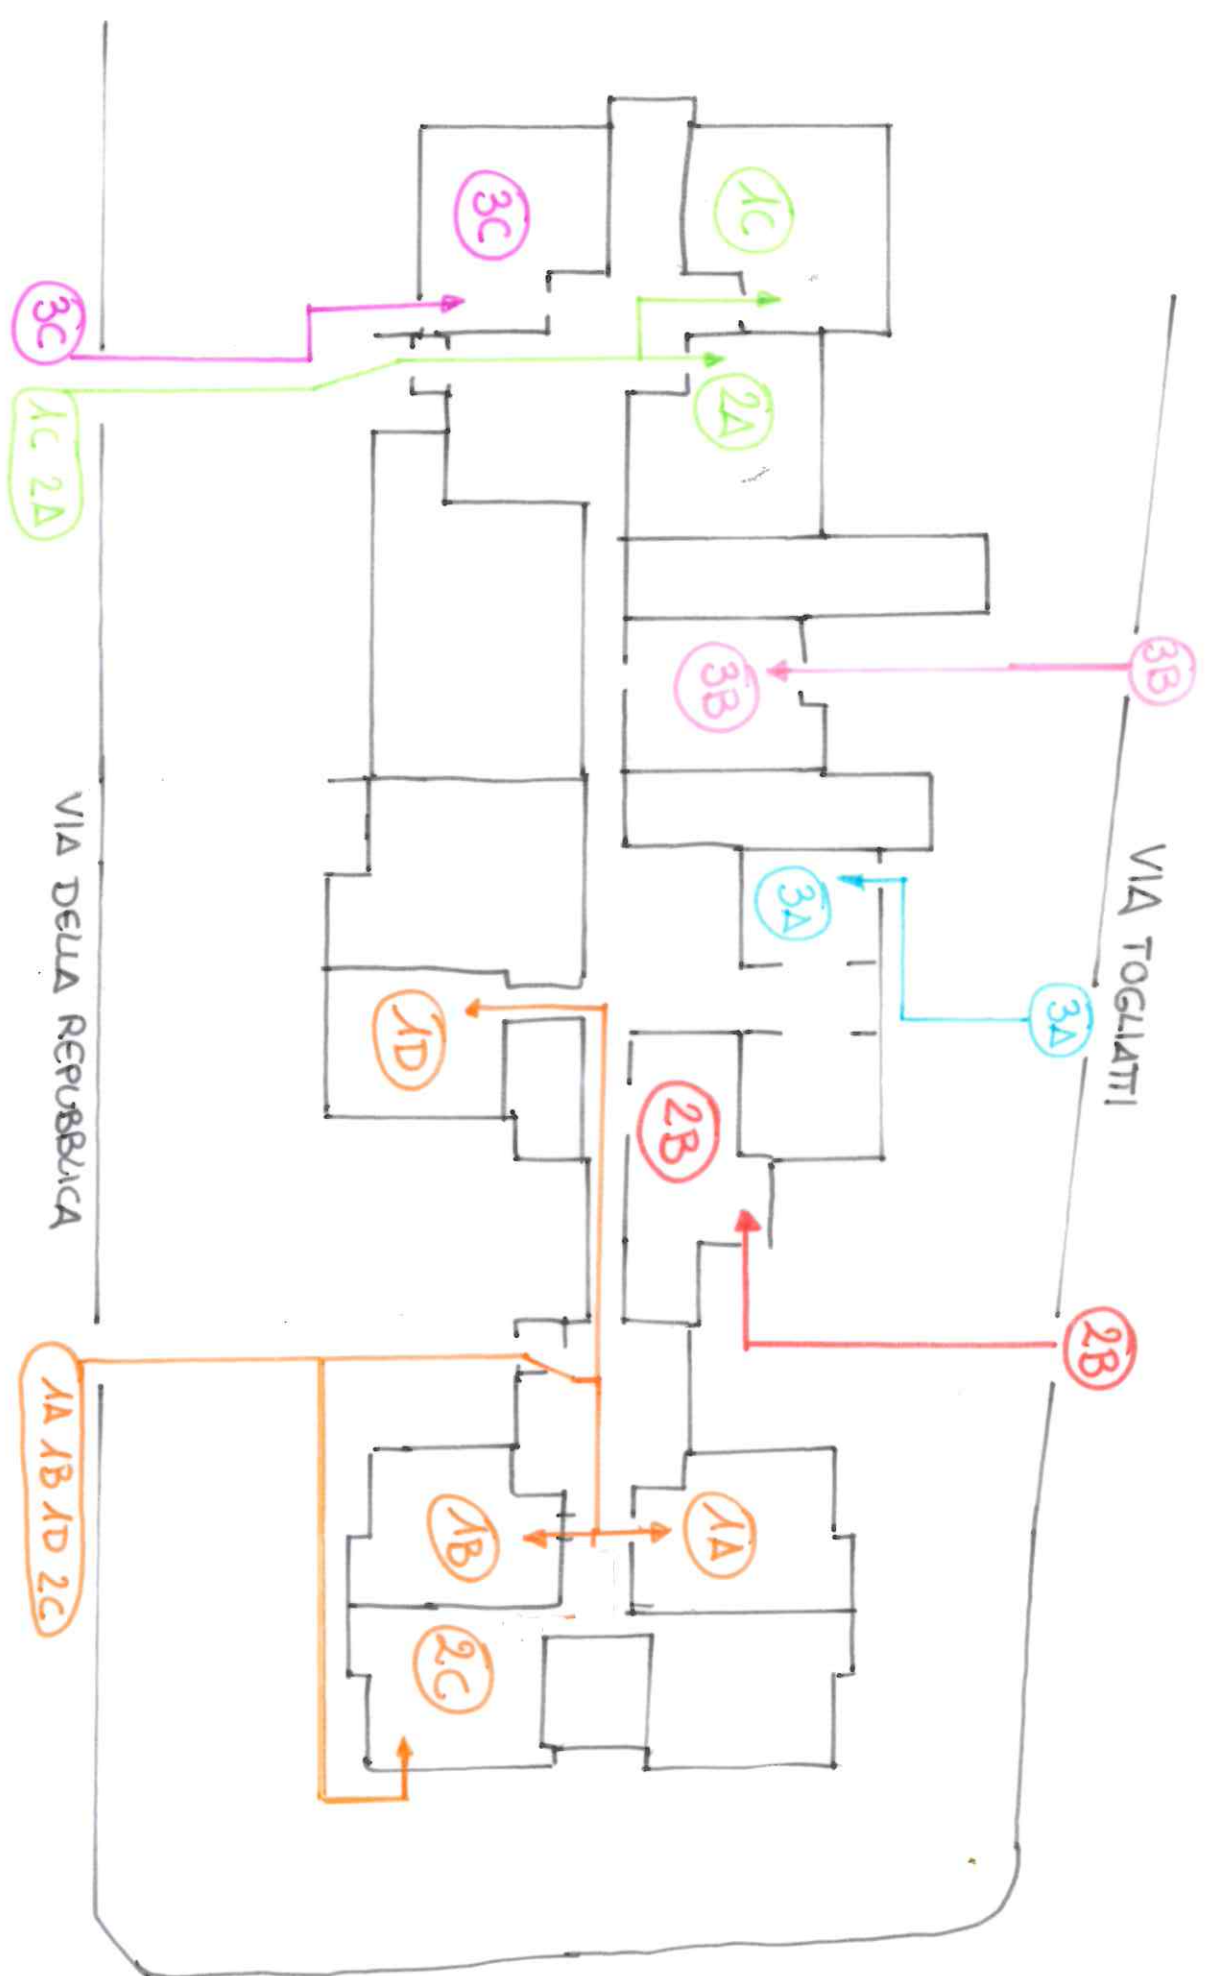 VIA TOGLIATTI
3B
3A
2B
1C
2A
3B
3A
2B
1A
3C
1D
1B
2C
3C
1C 2A
VIA DELLA REPUBBLICA
1A 1B 1D 2C